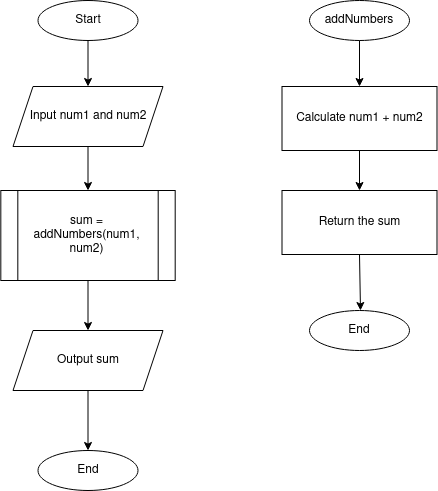 Start
Input num1 and num2
sum =
addNumbers(num1,
num2)
Output sum
End
addNumbers
Calculate num1 + num2
Return the sum
End